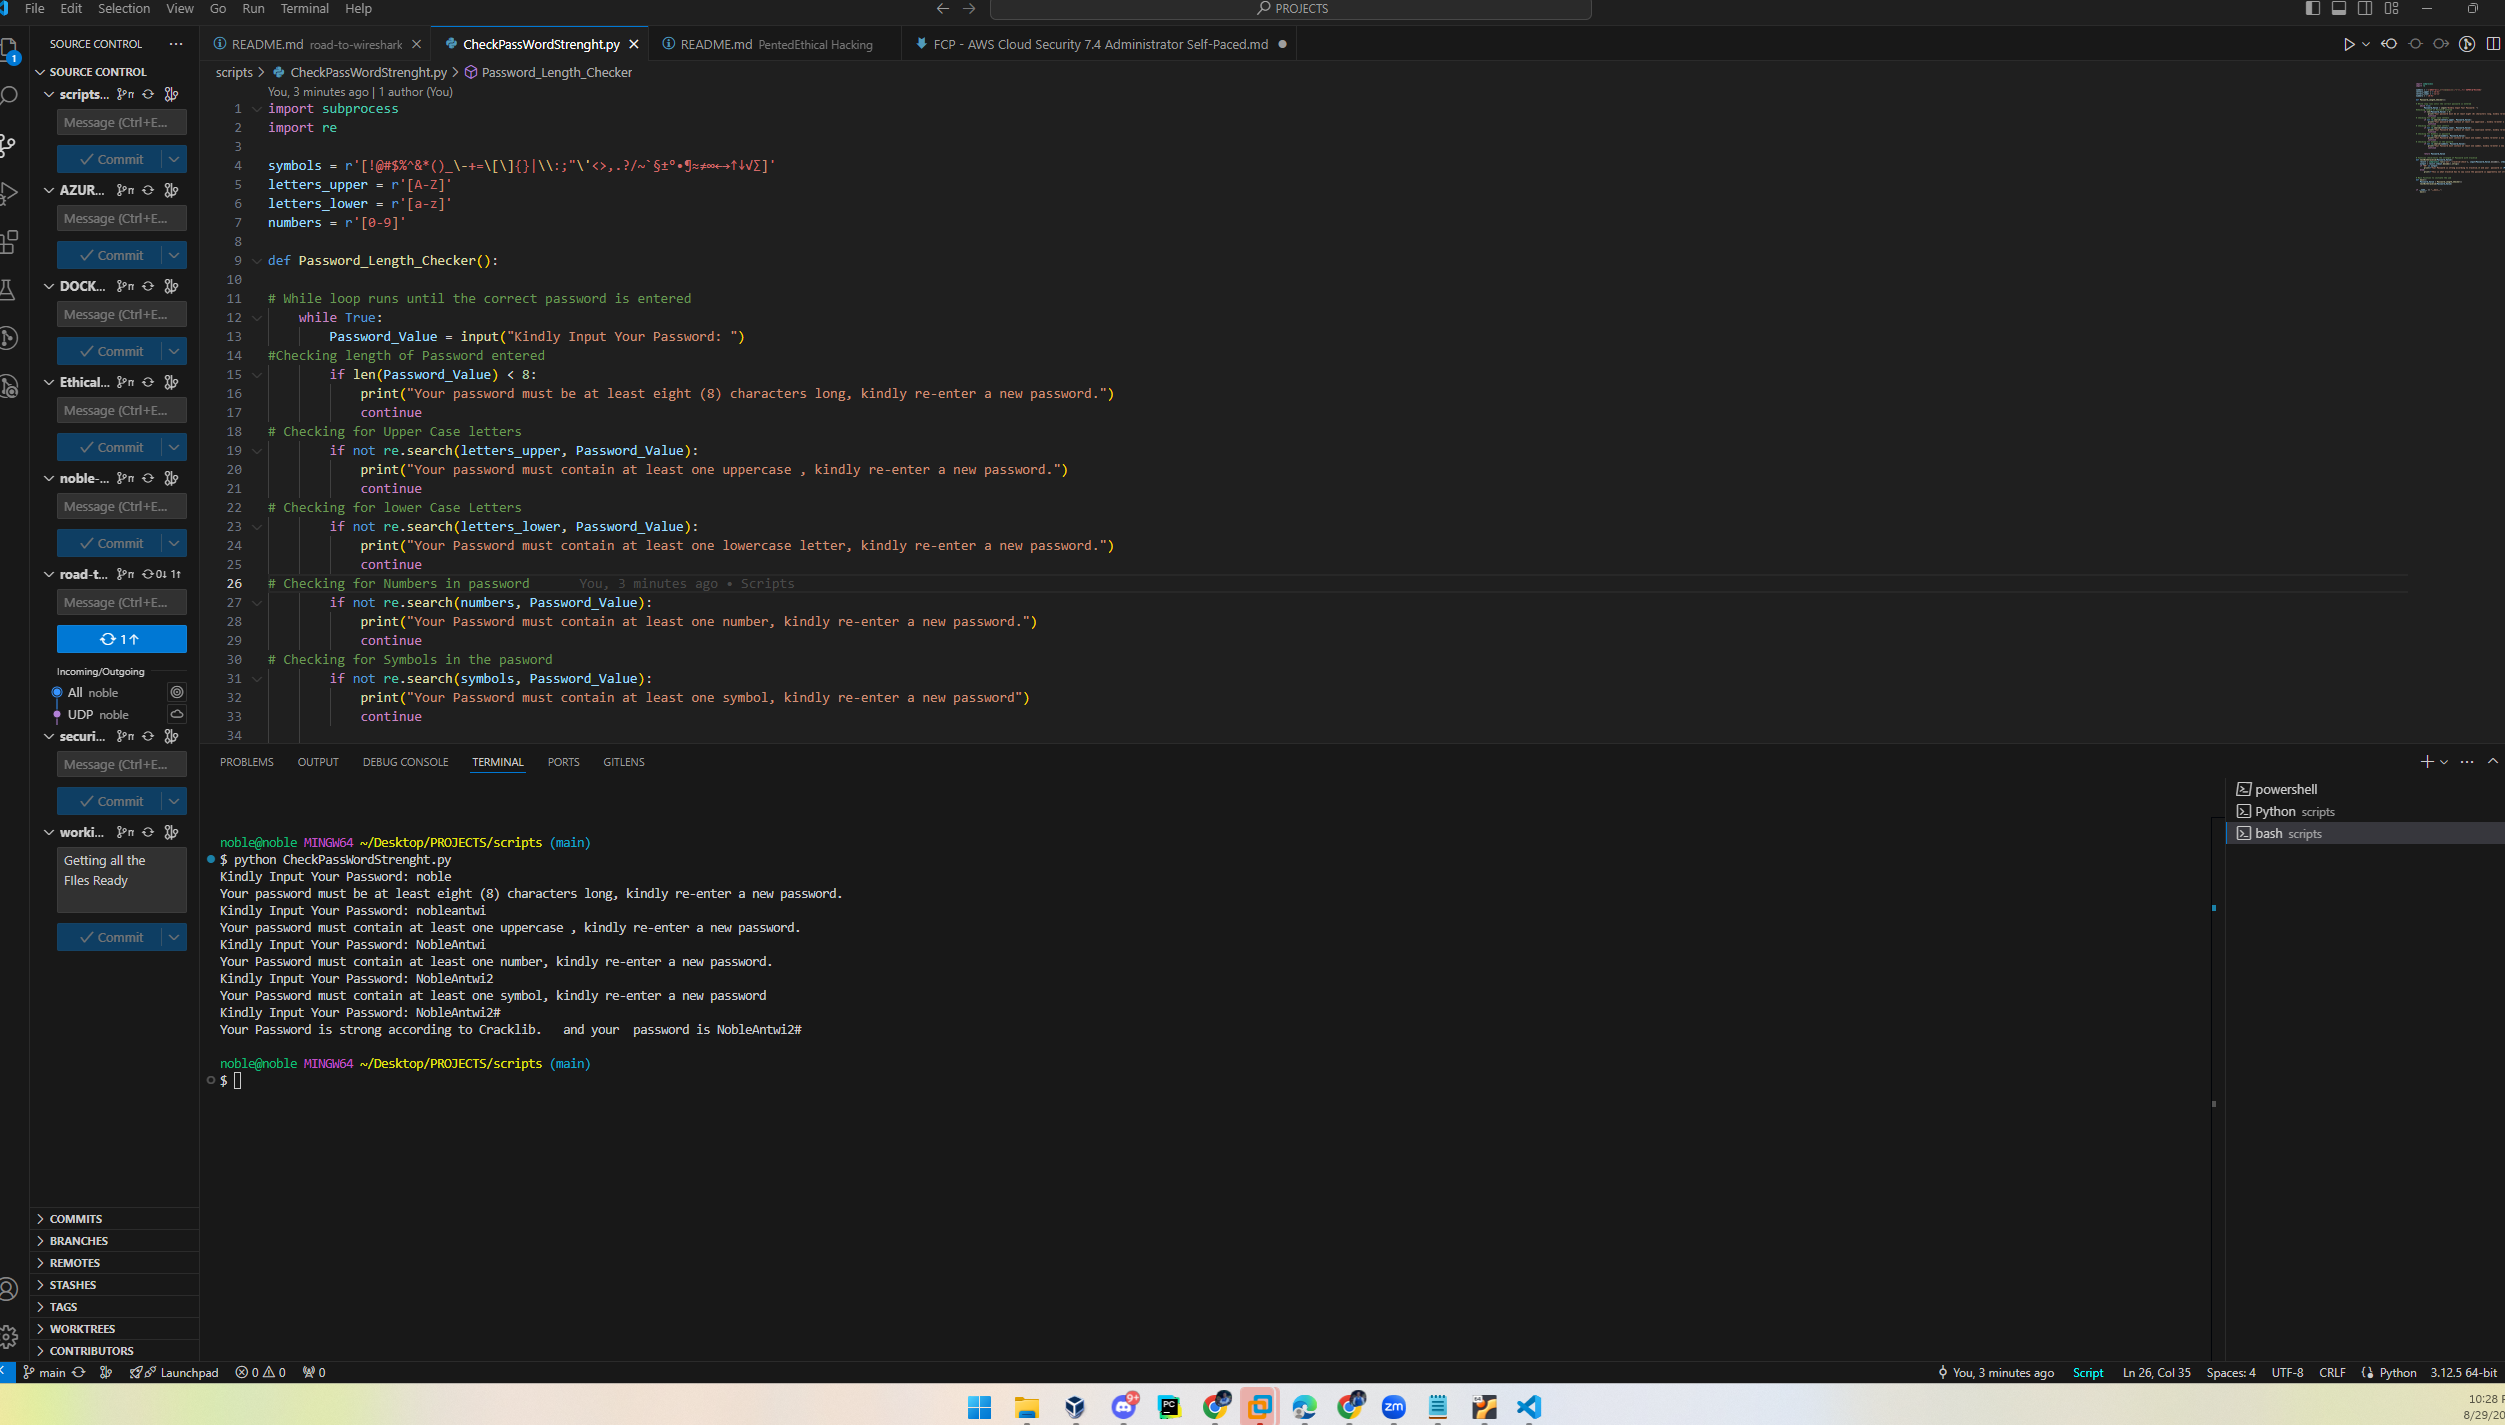 File Edit Selection View Go Run Terminal Help
PROJECTS
SOURCE CONTROL
README.md road-to-wireshark
CheckPassWordStrenght.py
README.md PentedEthical Hacking
FCP - AWS Cloud Security 7.4 Administrator Self-Paced.md
SOURCE CONTROL
scripts...
Message (Ctrl+E...
Commit
AZUR...
Message (Ctrl+E...
Commit
DOCK...
Message (Ctrl+E...
Commit
Ethical...
Message (Ctrl+E...
Commit
noble-...
Message (Ctrl+E...
Commit
road-t... 0↓ 1↑
Message (Ctrl+E...
1↑
Incoming/Outgoing
All noble
UDP noble
securi...
Message (Ctrl+E...
Commit
worki...
Getting all the
FIles Ready
Commit
COMMITS
BRANCHES
REMOTES
STASHES
TAGS
WORKTREES
CONTRIBUTORS
scripts > CheckPassWordStrenght.py > Password_Length_Checker
You, 3 minutes ago | 1 author (You)
1 import subprocess
2 import re
3
4 symbols = r'[!@#$%^&*()_\-+=\[\]{}|\\:;"\'<>,.?/~`§±º•¶≈≠∞↔↑↓√∑]'
5 letters_upper = r'[A-Z]'
6 letters_lower = r'[a-z]'
7 numbers = r'[0-9]'
8
9 def Password_Length_Checker():
10
11 # While loop runs until the correct password is entered
12 while True:
13 Password_Value = input("Kindly Input Your Password: ")
14 #Checking length of Password entered
15 if len(Password_Value) < 8:
16 print("Your password must be at least eight (8) characters long, kindly re-enter a new password.")
17 continue
18 # Checking for Upper Case letters
19 if not re.search(letters_upper, Password_Value):
20 print("Your password must contain at least one uppercase , kindly re-enter a new password.")
21 continue
22 # Checking for lower Case Letters
23 if not re.search(letters_lower, Password_Value):
24 print("Your Password must contain at least one lowercase letter, kindly re-enter a new password.")
25 continue
26 # Checking for Numbers in password You, 3 minutes ago • Scripts
27 if not re.search(numbers, Password_Value):
28 print("Your Password must contain at least one number, kindly re-enter a new password.")
29 continue
30 # Checking for Symbols in the pasword
31 if not re.search(symbols, Password_Value):
32 print("Your Password must contain at least one symbol, kindly re-enter a new password")
33 continue
34
PROBLEMS OUTPUT DEBUG CONSOLE TERMINAL PORTS GITLENS
powershell
Python scripts
bash scripts
noble@noble MINGW64 ~/Desktop/PROJECTS/scripts (main)
$ python CheckPassWordStrenght.py
Kindly Input Your Password: noble
Your password must be at least eight (8) characters long, kindly re-enter a new password.
Kindly Input Your Password: nobleantwi
Your password must contain at least one uppercase , kindly re-enter a new password.
Kindly Input Your Password: NobleAntwi
Your Password must contain at least one number, kindly re-enter a new password.
Kindly Input Your Password: NobleAntwi2
Your Password must contain at least one symbol, kindly re-enter a new password
Kindly Input Your Password: NobleAntwi2#
Your Password is strong according to Cracklib. and your password is NobleAntwi2#
noble@noble MINGW64 ~/Desktop/PROJECTS/scripts (main)
$
main Launchpad 0 0 0 You, 3 minutes ago Script Ln 26, Col 35 Spaces: 4 UTF-8 CRLF Python 3.12.5 64-bit
9+ PC zm
10:28
8/29/20